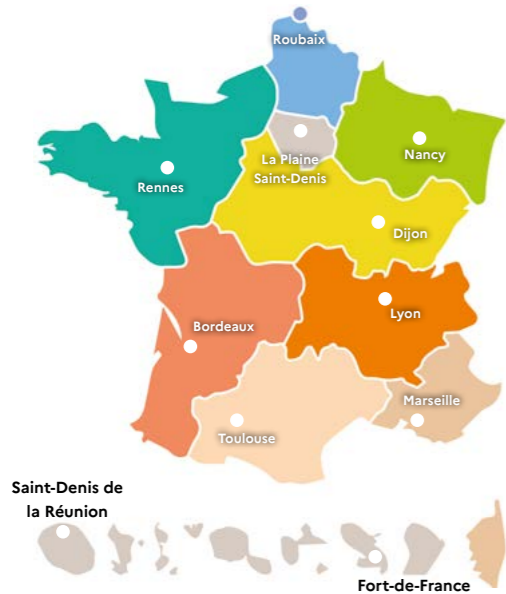 Roubaix
La Plaine
Saint-Denis
Nancy
Rennes
Dijon
Lyon
Bordeaux
Marseille
Toulouse
Saint-Denis de
la Réunion
Fort-de-France